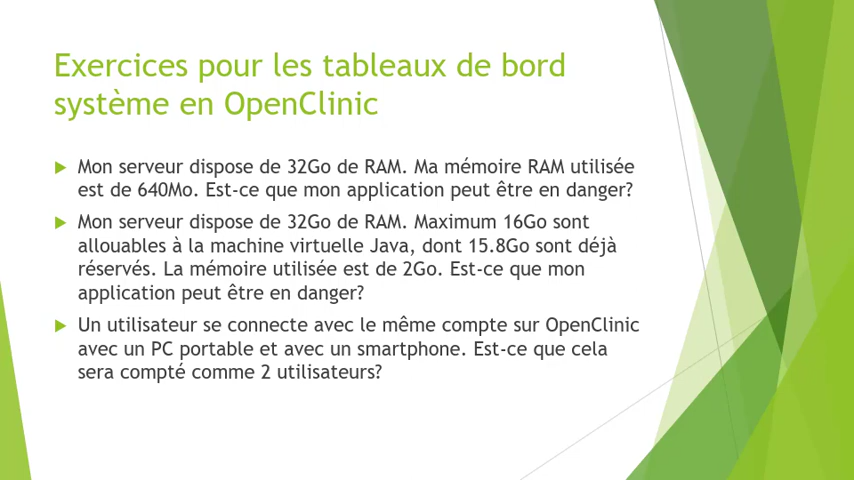 Exercices pour les tableaux de bord
système en OpenClinic
Mon serveur dispose de 32Go de RAM. Ma mémoire RAM utilisée
est de 640Mo. Est-ce que mon application peut être en danger?
Mon serveur dispose de 32Go de RAM. Maximum 16Go sont
allouables à la machine virtuelle Java, dont 15.8Go sont déjà
réservés. La mémoire utilisée est de 2Go. Est-ce que mon
application peut être en danger?
Un utilisateur se connecte avec le même compte sur OpenClinic
avec un PC portable et avec un smartphone. Est-ce que cela
sera compté comme 2 utilisateurs?